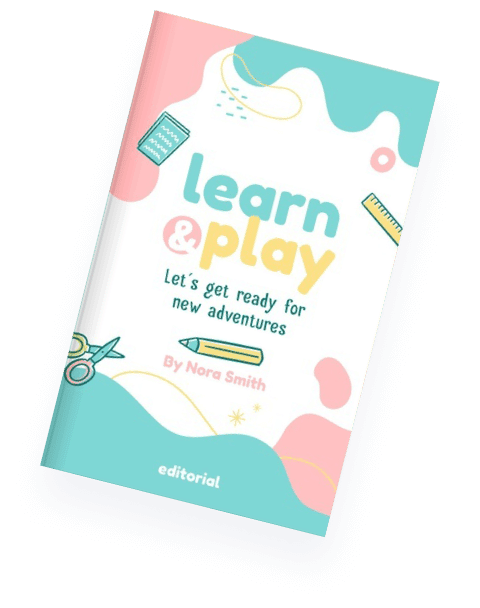 learn
&play
Let´s get ready for
new adventures
By Nora Smith
editorial